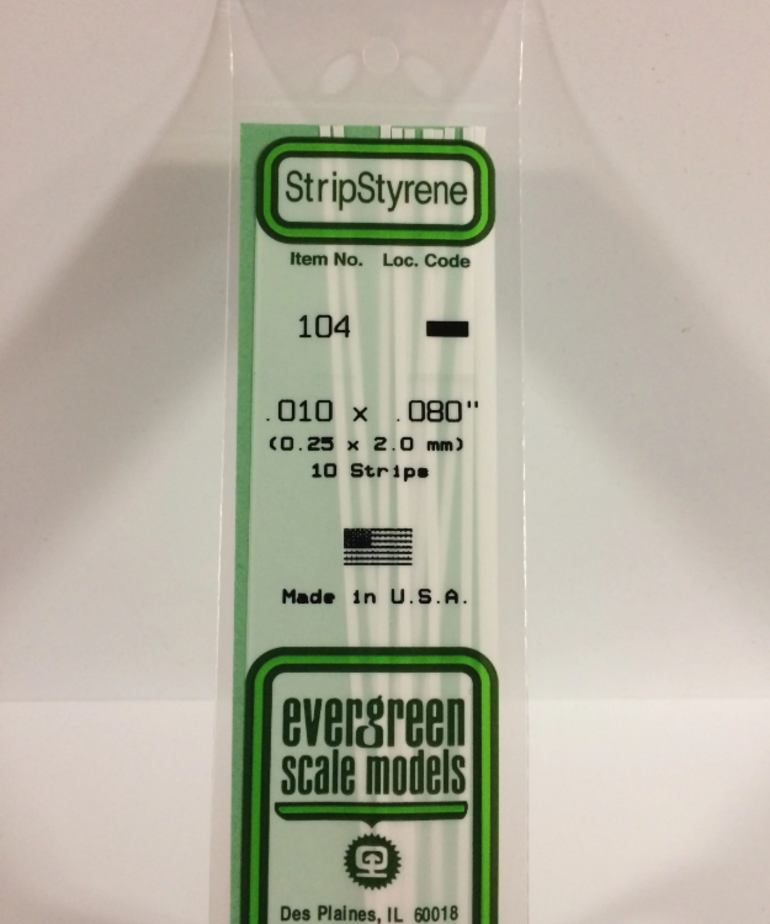 StripStyrene
Item No. Loc. Code
104
.010 x .080"
(0.25 x 2.0 mm)
10 Strips
Made in U.S.A.
evergreen
scale models
Des Plaines, IL 60018